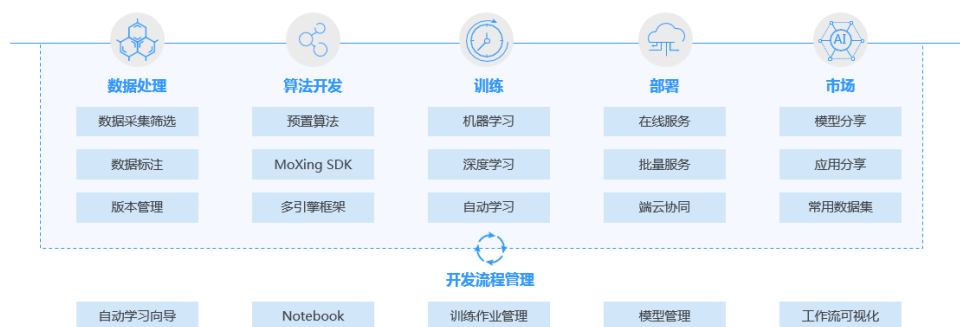 AI
数据处理 算法开发 训练 部署 市场
数据采集筛选 预置算法 机器学习 在线服务 模型分享
数据标注 MoXing SDK 深度学习 批量服务 应用分享
版本管理 多引擎框架 自动学习 端云协同 常用数据集
开发流程管理
自动学习向导 Notebook 训练作业管理 模型管理 工作流可视化